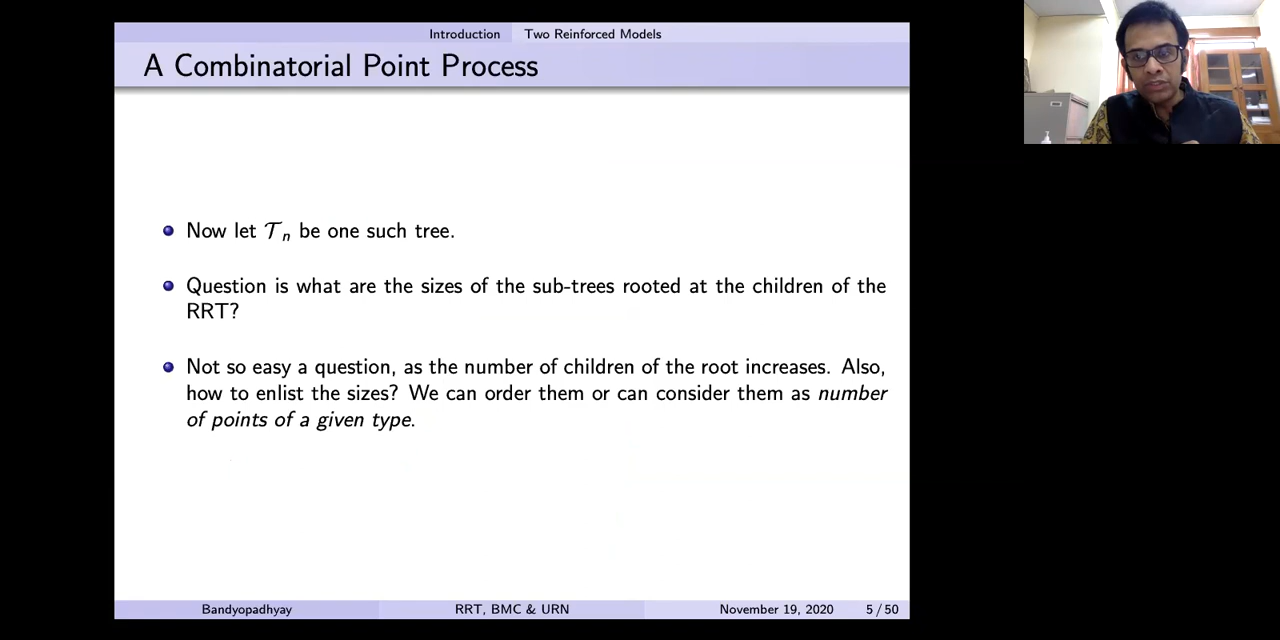 Introduction Two Reinforced Models
A Combinatorial Point Process
Now let 𝒯n be one such tree.
Question is what are the sizes of the sub-trees rooted at the children of the
RRT?
Not so easy a question, as the number of children of the root increases. Also,
how to enlist the sizes? We can order them or can consider them as number
of points of a given type.
Bandyopadhyay RRT, BMC & URN November 19, 2020 5 / 50